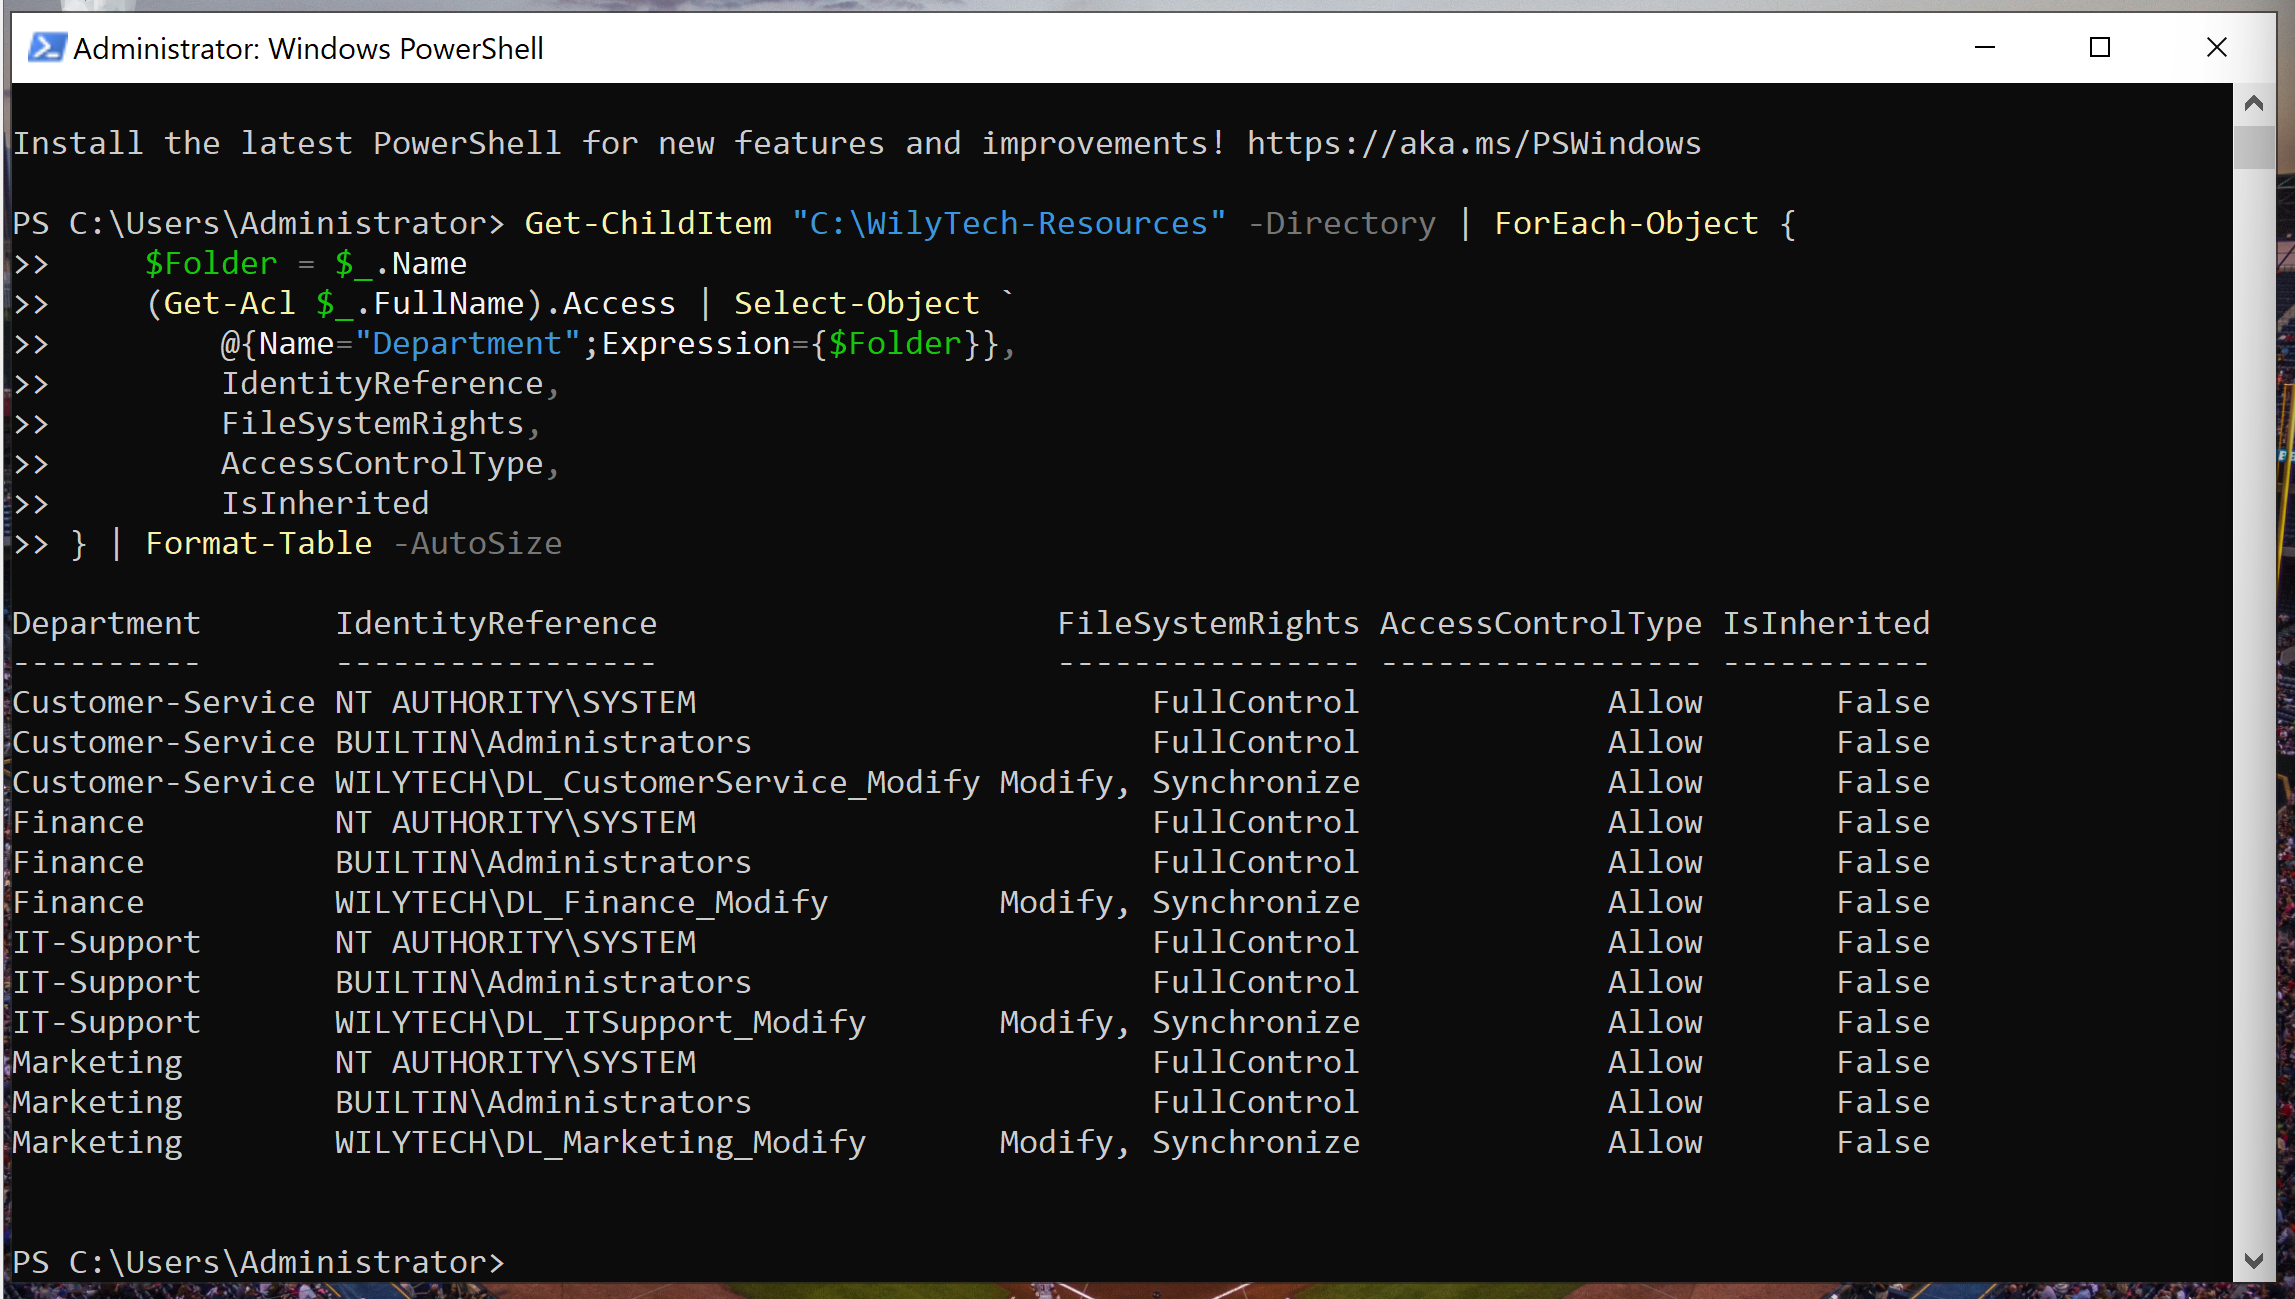 Administrator: Windows PowerShell
Install the latest PowerShell for new features and improvements! https://aka.ms/PSWindows
PS C:\Users\Administrator> Get-ChildItem "C:\WilyTech-Resources" -Directory | ForEach-Object {
>>     $Folder = $_.Name
>>     (Get-Acl $_.FullName).Access | Select-Object `
>>         @{Name="Department";Expression={$Folder}},
>>         IdentityReference,
>>         FileSystemRights,
>>         AccessControlType,
>>         IsInherited
>> } | Format-Table -AutoSize
Department       IdentityReference                     FileSystemRights AccessControlType IsInherited
----------       -----------------                     ---------------- ----------------- -----------
Customer-Service NT AUTHORITY\SYSTEM                        FullControl             Allow       False
Customer-Service BUILTIN\Administrators                     FullControl             Allow       False
Customer-Service WILYTECH\DL_CustomerService_Modify Modify, Synchronize             Allow       False
Finance          NT AUTHORITY\SYSTEM                        FullControl             Allow       False
Finance          BUILTIN\Administrators                     FullControl             Allow       False
Finance          WILYTECH\DL_Finance_Modify         Modify, Synchronize             Allow       False
IT-Support       NT AUTHORITY\SYSTEM                        FullControl             Allow       False
IT-Support       BUILTIN\Administrators                     FullControl             Allow       False
IT-Support       WILYTECH\DL_ITSupport_Modify       Modify, Synchronize             Allow       False
Marketing        NT AUTHORITY\SYSTEM                        FullControl             Allow       False
Marketing        BUILTIN\Administrators                     FullControl             Allow       False
Marketing        WILYTECH\DL_Marketing_Modify       Modify, Synchronize             Allow       False
PS C:\Users\Administrator>